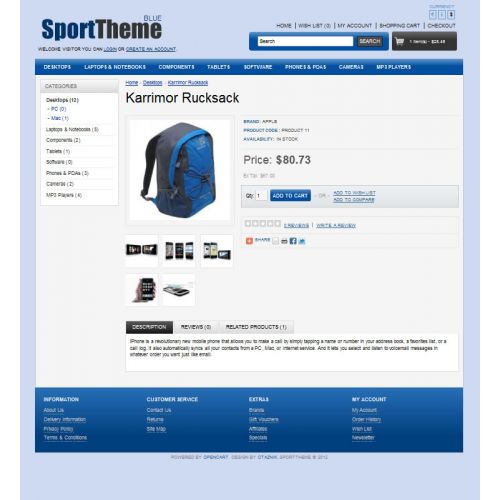 CURRENCY
€ £ $
SportTheme BLUE
HOME | WISH LIST (0) | MY ACCOUNT | SHOPPING CART | CHECKOUT
WELCOME VISITOR YOU CAN LOGIN OR CREATE AN ACCOUNT.
Search
SEARCH
DESKTOPS LAPTOPS & NOTEBOOKS COMPONENTS TABLETS SOFTWARE PHONES & PDAS CAMERAS MP3 PLAYERS
CATEGORIES
Desktops (12)
PC (0)
Mac (1)
Laptops & Notebooks (5)
Components (2)
Tablets (1)
Software (0)
Phones & PDAs (3)
Cameras (2)
MP3 Players (4)
Home » Desktops » Karrimor Rucksack
Karrimor Rucksack
BRAND: APPLE
PRODUCT CODE: PRODUCT 11
AVAILABILITY: IN STOCK
Price: $80.73
Ex Tax:
Qty: 1 ADD TO CART - OR - ADD TO WISH LIST
ADD TO COMPARE
0 REVIEWS | WRITE A REVIEW
SHARE
DESCRIPTION REVIEWS (0) RELATED PRODUCTS (1)
iPhone is a revolutionary new mobile phone that allows you to make a call by simply tapping a name or number in your address book, a favorites list, or a
call log. It also automatically syncs all your contacts from a PC, Mac, or Internet service. And it lets you select and listen to voicemail messages in
whatever order you want just like email.
INFORMATION
About Us
Delivery Information
Privacy Policy
Terms & Conditions
CUSTOMER SERVICE
Contact Us
Returns
Site Map
EXTRAS
Brands
Gift Vouchers
Affiliates
Specials
MY ACCOUNT
My Account
Order History
Wish List
Newsletter
POWERED BY OPENCART. DESIGN BY OTAZNIK. SPORTTHEME © 2012